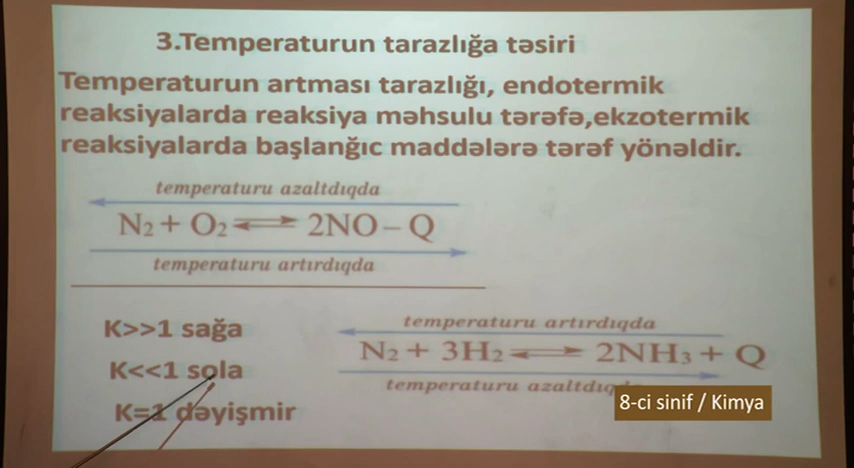 3.Temperaturun tarazlığa təsiri
Temperaturun artması tarazlığı, endotermik
reaksiyalarda reaksiya məhsulu tərəfə,ekzotermik
reaksiyalarda başlanğıc maddələrə tərəf yönəldir.
temperaturu azaltdıqda
N₂ + O₂ ⇌ 2NO – Q
temperaturu artırdıqda
K>>1 sağa
K<<1 sola
K=1 dəyişmir
temperaturu artırdıqda
N₂ + 3H₂ ⇌ 2NH₃ + Q
temperaturu
8-ci sinif / Kimya